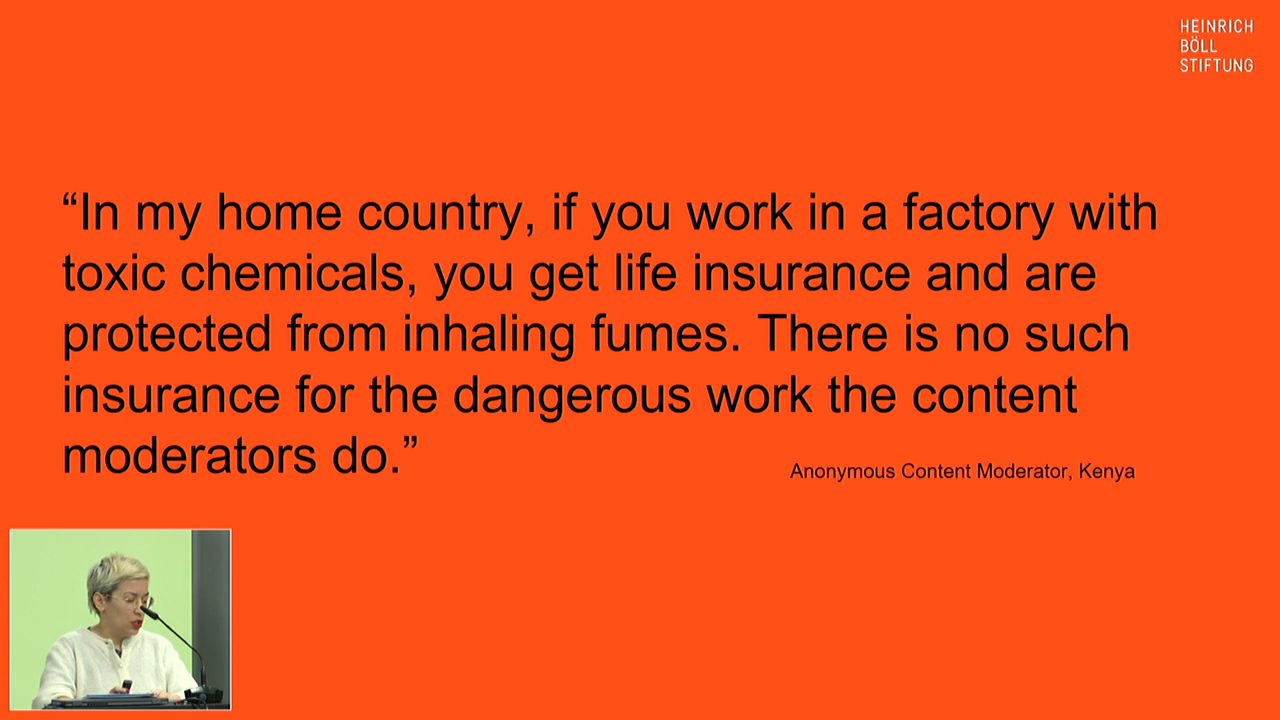 HEINRICH
BÖLL
STIFTUNG
“In my home country, if you work in a factory with
toxic chemicals, you get life insurance and are
protected from inhaling fumes. There is no such
insurance for the dangerous work the content
moderators do.”
Anonymous Content Moderator, Kenya